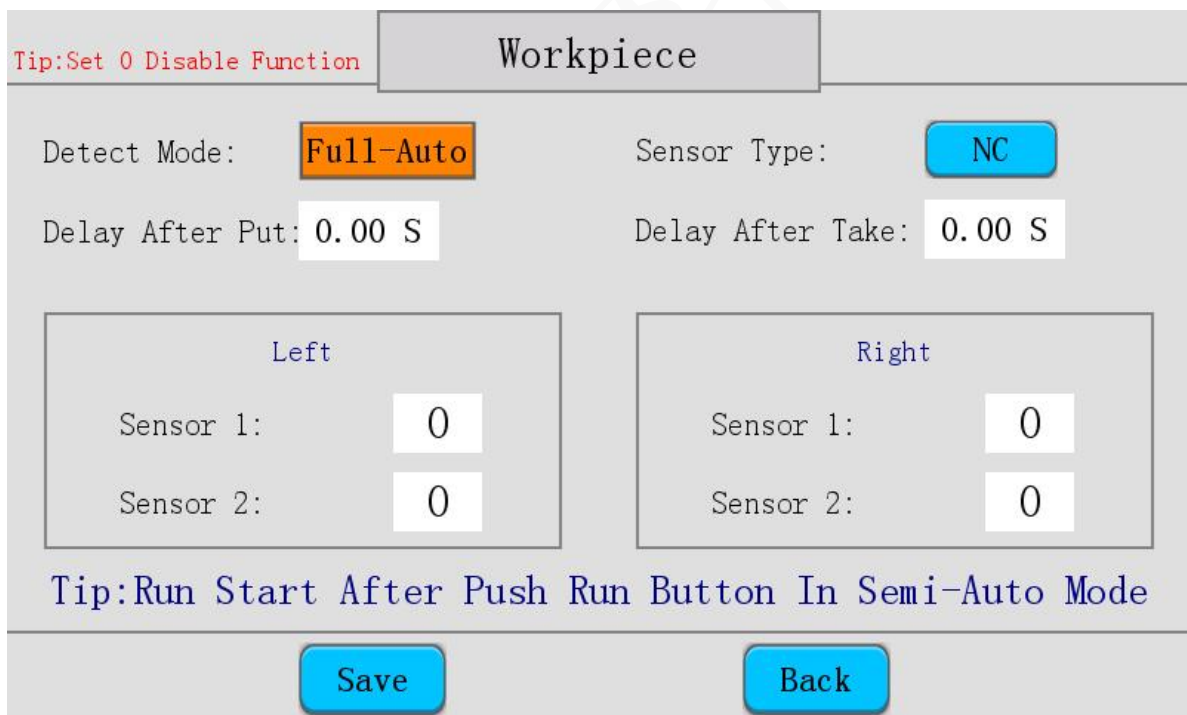 Tip:Set 0 Disable Function
Workpiece
Detect Mode: Full-Auto Sensor Type: NC
Delay After Put: 0.00 S Delay After Take: 0.00 S
Left Right
Sensor 1: 0 Sensor 1: 0
Sensor 2: 0 Sensor 2: 0
Tip:Run Start After Push Run Button In Semi-Auto Mode
Save Back